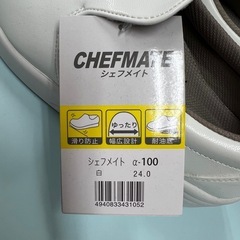 CHEFMATE
シェフメイト
ゆったり
滑り防止 幅広設計 耐油底
シェフメイト α-100
白 24.0
4940833431052